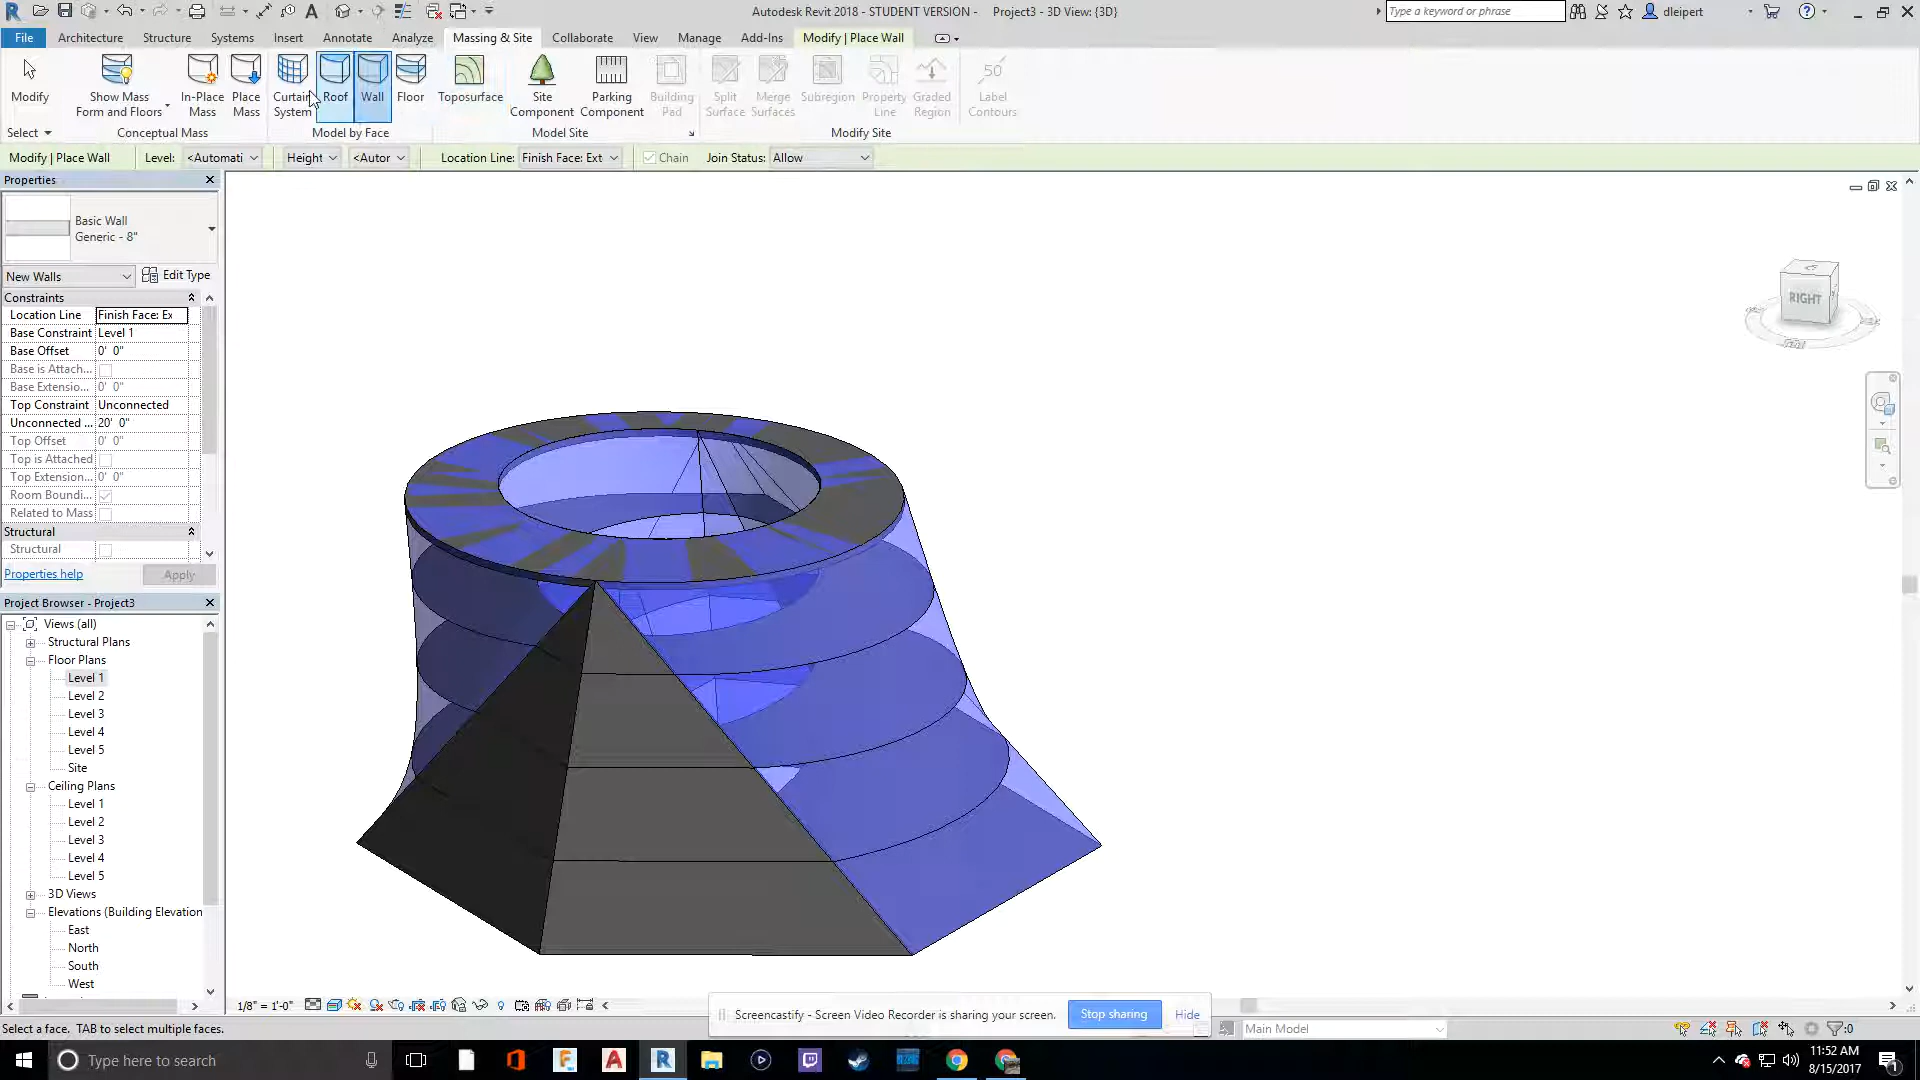 Autodesk Revit 2018 - STUDENT VERSION - Project3 - 3D View: {3D}
Type a keyword or phrase
dleipert
File Architecture Structure Systems Insert Annotate Analyze Massing & Site Collaborate View Manage Add-Ins Modify | Place Wall
Modify
Show Mass Form and Floors
In-Place Mass
Place Mass
Curtain System
Roof
Wall
Floor
Toposurface
Site Component
Parking Component
Building Pad
Split Surface
Merge Surfaces
Subregion
Property Line
Graded Region
50
Label Contours
Select Conceptual Mass Model by Face Model Site Modify Site
Modify | Place Wall Level: <Automati Height <Autor Location Line: Finish Face: Ext Chain Join Status: Allow
Properties
Basic Wall
Generic - 8"
New Walls Edit Type
Constraints
Location Line Finish Face: Ex
Base Constraint Level 1
Base Offset 0' 0"
Base is Attach...
Base Extensio... 0' 0"
Top Constraint Unconnected
Unconnected ... 20' 0"
Top Offset 0' 0"
Top is Attached
Top Extension... 0' 0"
Room Boundi...
Related to Mass
Structural
Structural
Properties help Apply
Project Browser - Project3
Views (all)
Structural Plans
Floor Plans
Level 1
Level 2
Level 3
Level 4
Level 5
Site
Ceiling Plans
Level 1
Level 2
Level 3
Level 4
Level 5
3D Views
Elevations (Building Elevation
East
North
South
West
RIGHT
1/8" = 1'-0"
Screencastify - Screen Video Recorder is sharing your screen. Stop sharing Hide
Select a face. TAB to select multiple faces.
Main Model
:0
Type here to search
11:52 AM
8/15/2017